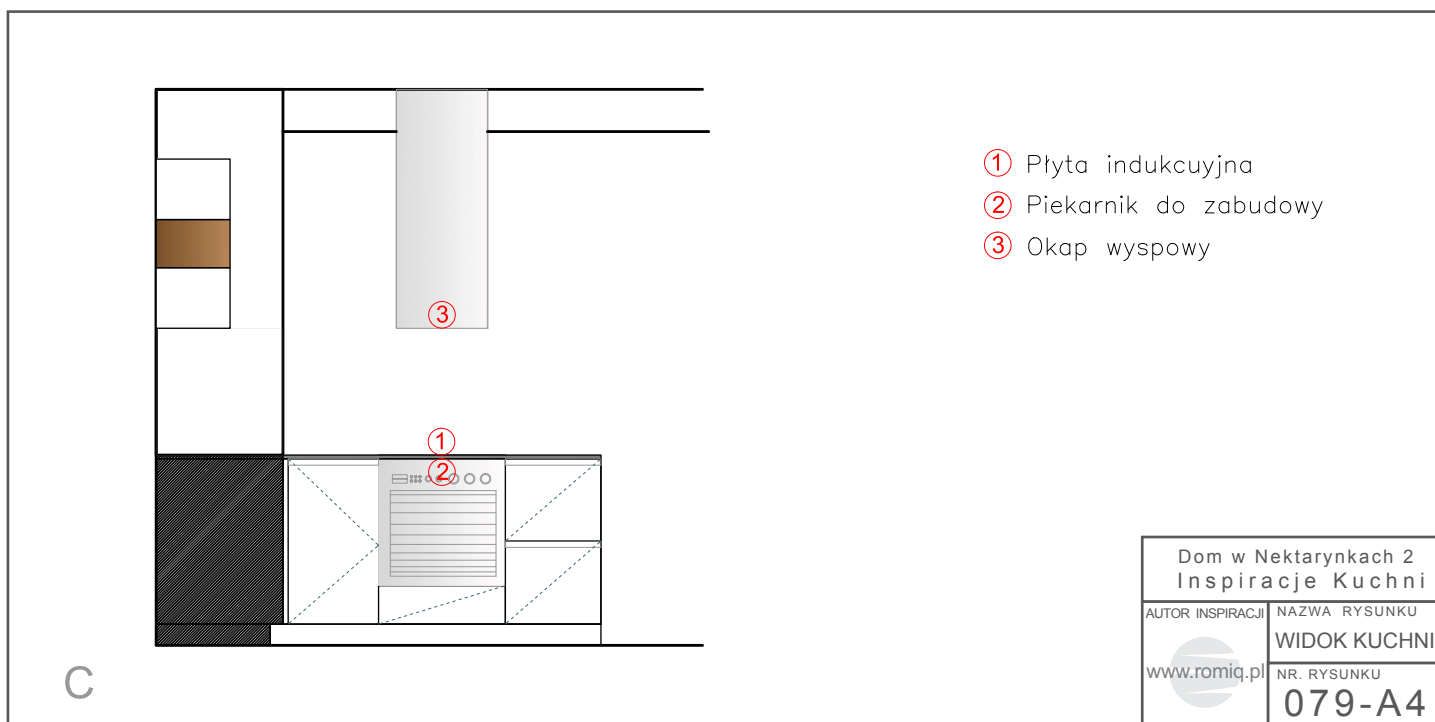 1 Płyta indukcuyjna
2 Piekarnik do zabudowy
3 Okap wyspowy
3
1
2
C
Dom w Nektarynkach 2
Inspiracje Kuchni
AUTOR INSPIRACJI
www.romiq.pl
NAZWA RYSUNKU
WIDOK KUCHNI
NR. RYSUNKU
079-A4